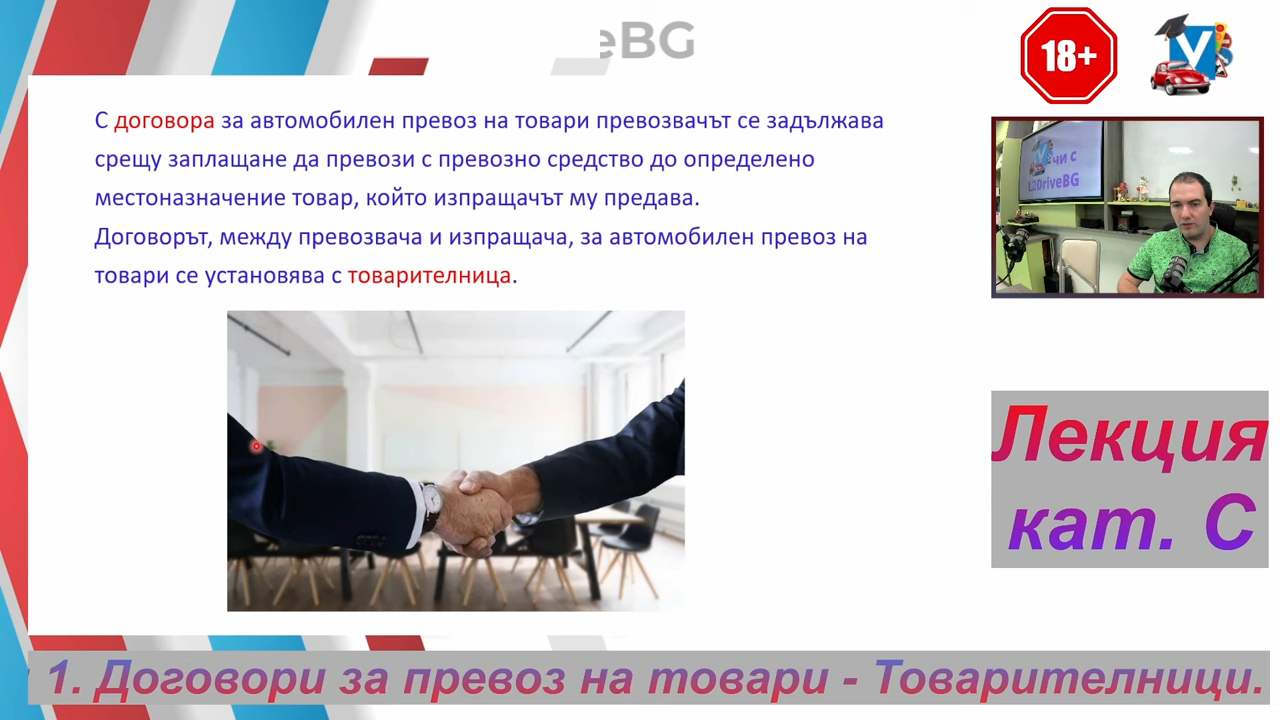 eBG
18+
С договора за автомобилен превоз на товари превозвачът се задължава
срещу заплащане да превози с превозно средство до определено
местоназначение товар, който изпращачът му предава.
Договорът, между превозвача и изпращача, за автомобилен превоз на
товари се установява с товарителница.
чи с
L2DriveBG
Лекция
кат. С
1. Договори за превоз на товари - Товарителници.